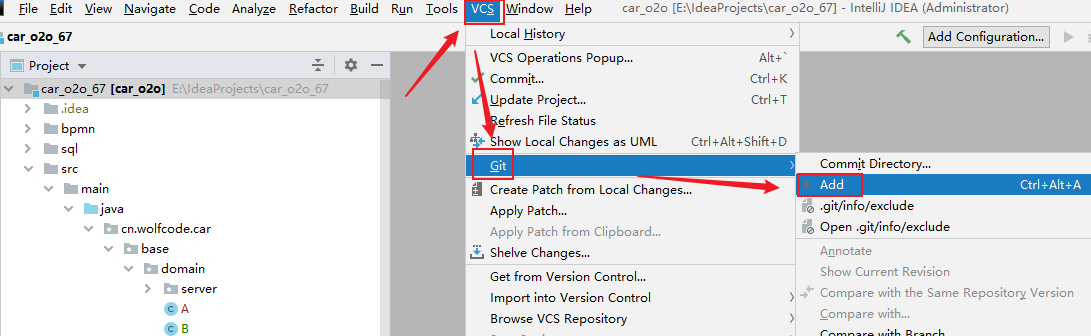 File Edit View Navigate Code Analyze Refactor Build Run Tools VCS Window Help car_o2o [E:\IdeaProjects\car_o2o_67] - IntelliJ IDEA (Administrator)
car_o2o_67
Add Configuration...
Project
car_o2o_67 [car_o2o] E:\IdeaProjects\car_o2o_67
.idea
bpmn
sql
src
main
java
cn.wolfcode.car
base
domain
server
A
B
Local History
VCS Operations Popup... Alt+`
Commit... Ctrl+K
Update Project... Ctrl+T
Refresh File Status
Show Local Changes as UML Ctrl+Alt+Shift+D
Git
Create Patch from Local Changes...
Apply Patch...
Apply Patch from Clipboard...
Shelve Changes...
Get from Version Control...
Import into Version Control
Browse VCS Repository
Commit Directory...
Add Ctrl+Alt+A
.git/info/exclude
Open .git/info/exclude
Annotate
Show Current Revision
Compare with the Same Repository Version
Compare with...
Compare with Branch